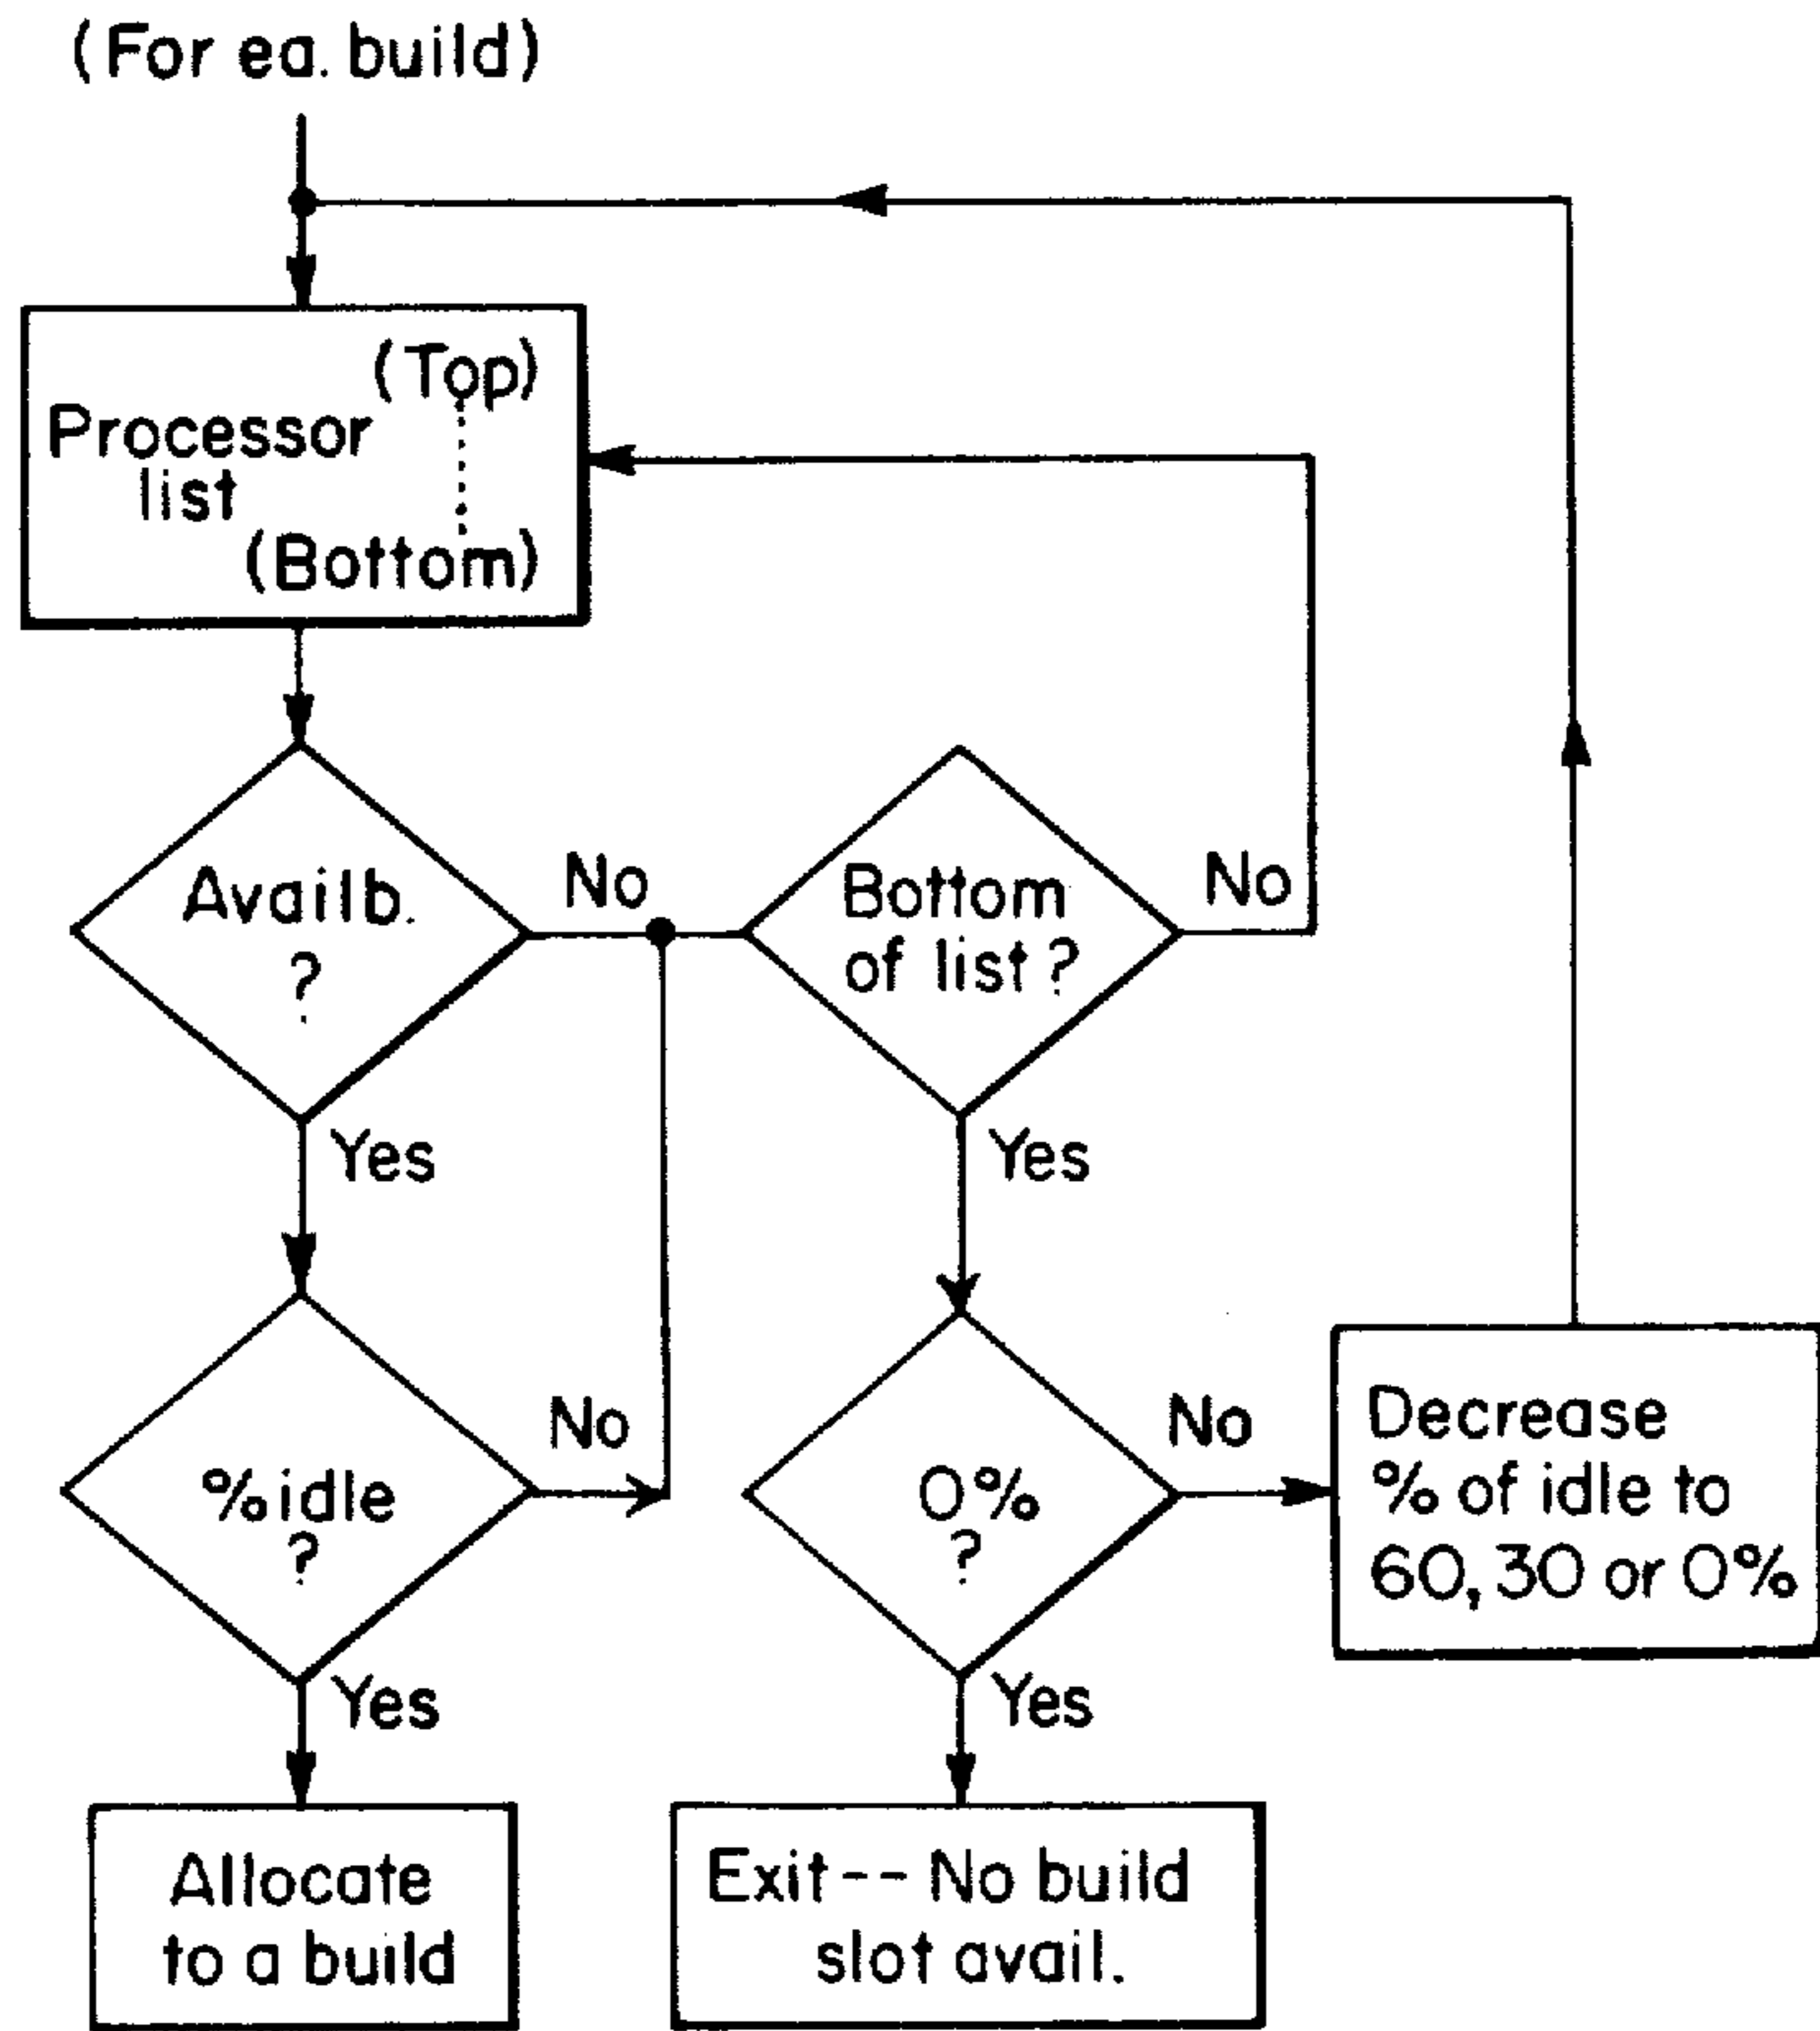 (For ea. build)
(Top)
Processor
list
(Bottom)
Availb.
?
No
Bottom
of list?
No
Yes
Yes
%idle
?
No
0%
?
No
Decrease
% of idle to
60, 30 or 0%
Yes
Yes
Allocate
to a build
Exit-- No build
slot avail.